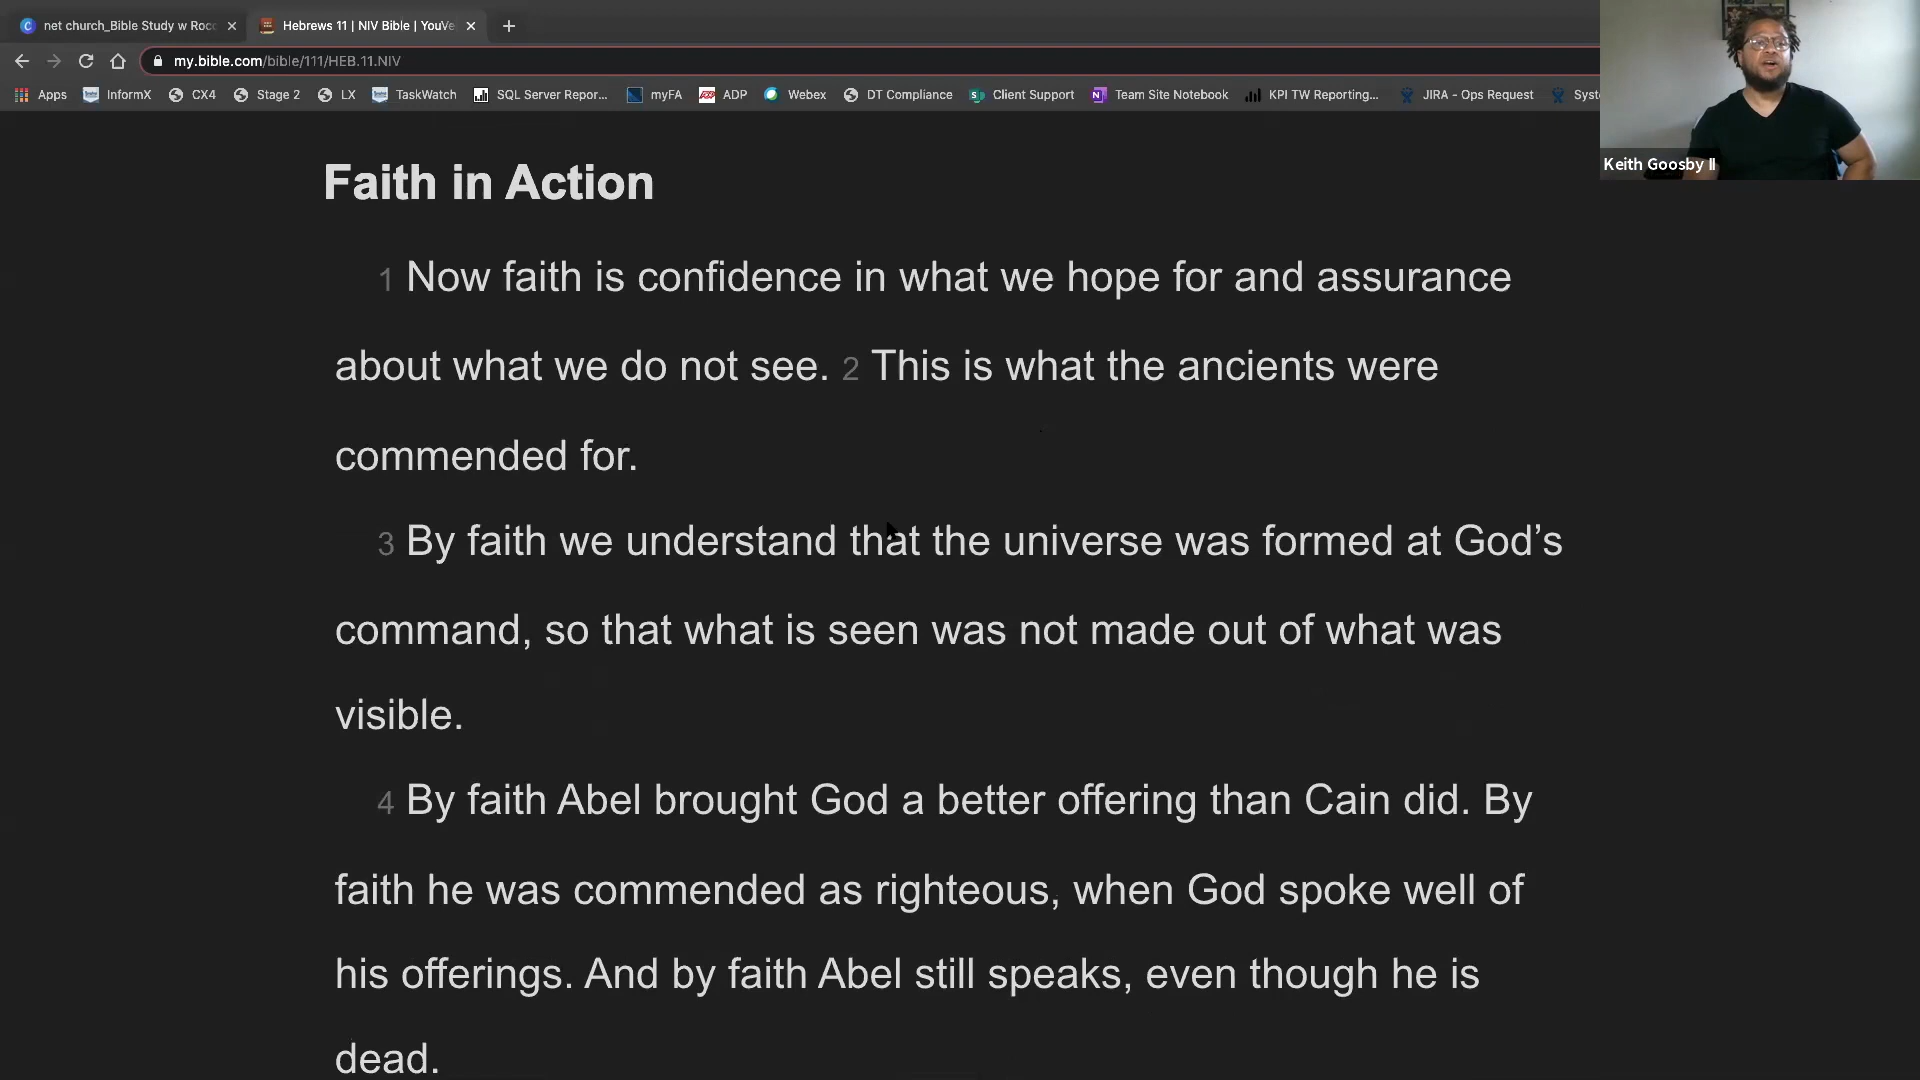 net church_Bible Study w Rocc
Hebrews 11 | NIV Bible | YouVe
my.bible.com/bible/111/HEB.11.NIV
Apps InformX CX4 Stage 2 LX TaskWatch SQL Server Repor... myFA ADP Webex DT Compliance Client Support Team Site Notebook KPI TW Reporting... JIRA - Ops Request Syst
Keith Goosby II
Faith in Action
1 Now faith is confidence in what we hope for and assurance
about what we do not see. 2 This is what the ancients were
commended for.
3 By faith we understand that the universe was formed at God’s
command, so that what is seen was not made out of what was
visible.
4 By faith Abel brought God a better offering than Cain did. By
faith he was commended as righteous, when God spoke well of
his offerings. And by faith Abel still speaks, even though he is
dead.